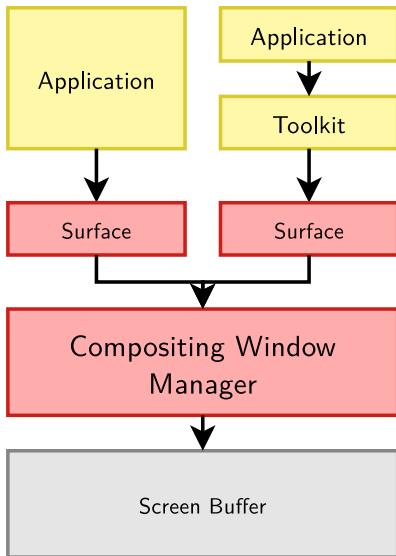 Application
Application
Toolkit
Surface
Surface
Compositing Window
Manager
Screen Buffer